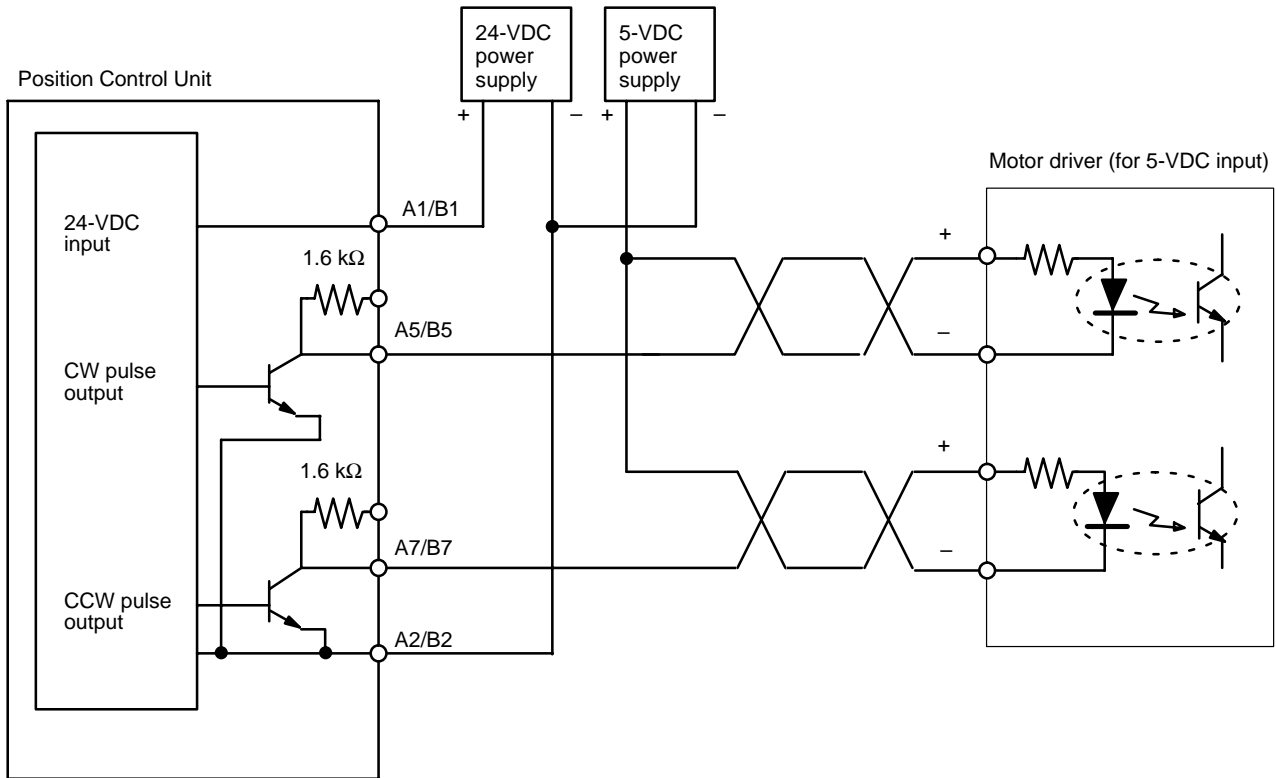 24-VDC
power
supply
5-VDC
power
supply
Position Control Unit
+
–
+
–
Motor driver (for 5-VDC input)
24-VDC
input
A1/B1
+
1.6 kΩ
A5/B5
–
CW pulse
output
1.6 kΩ
+
A7/B7
–
CCW pulse
output
A2/B2